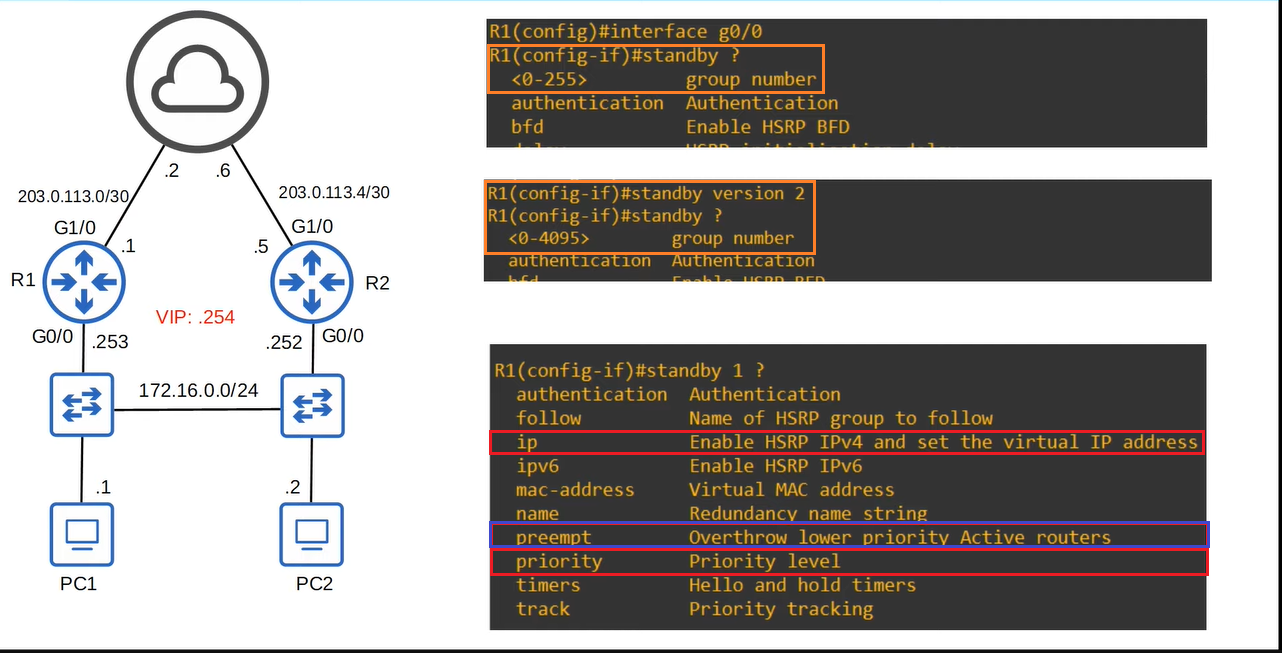 .2
.6
203.0.113.0/30
203.0.113.4/30
G1/0
G1/0
.1
.5
R1
R2
VIP: .254
G0/0
.253
.252
G0/0
172.16.0.0/24
.1
.2
PC1
PC2
R1(config)#interface g0/0
R1(config-if)#standby ?
<0-255> group number
authentication Authentication
bfd Enable HSRP BFD
R1(config-if)#standby version 2
R1(config-if)#standby ?
<0-4095> group number
authentication Authentication
bfd Enable HSRP BFD
R1(config-if)#standby 1 ?
authentication Authentication
follow Name of HSRP group to follow
ip Enable HSRP IPv4 and set the virtual IP address
ipv6 Enable HSRP IPv6
mac-address Virtual MAC address
name Redundancy name string
preempt Overthrow lower priority Active routers
priority Priority level
timers Hello and hold timers
track Priority tracking